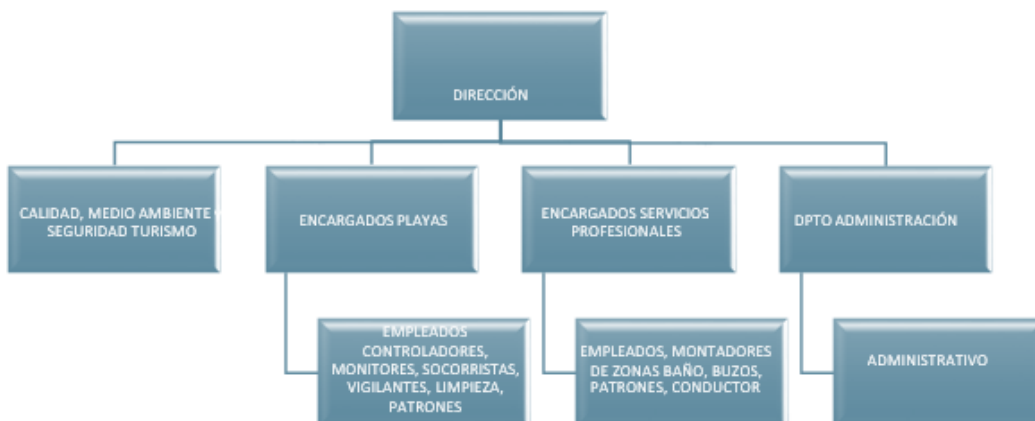 DIRECCIÓN
CALIDAD, MEDIO AMBIENTE
SEGURIDAD TURISMO
ENCARGADOS PLAYAS
ENCARGADOS SERVICIOS
PROFESIONALES
DPTO ADMINISTRACIÓN
EMPLEADOS
CONTROLADORES,
MONITORES, SOCORRISTAS,
VIGILANTES, LIMPIEZA,
PATRONES
EMPLEADOS, MONTADORES
DE ZONAS BAÑO, BUZOS,
PATRONES, CONDUCTOR
ADMINISTRATIVO